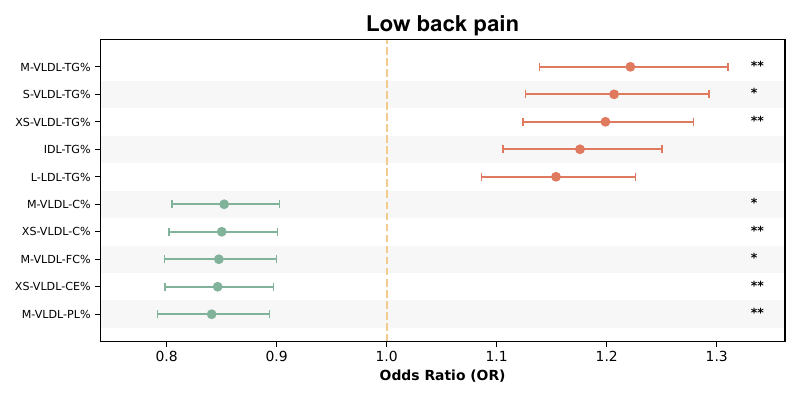 Low back pain
M-VLDL-TG% **
S-VLDL-TG% *
XS-VLDL-TG% **
IDL-TG%
L-LDL-TG%
M-VLDL-C% *
XS-VLDL-C% **
M-VLDL-FC% *
XS-VLDL-CE% **
M-VLDL-PL% **
0.8 0.9 1.0 1.1 1.2 1.3
Odds Ratio (OR)